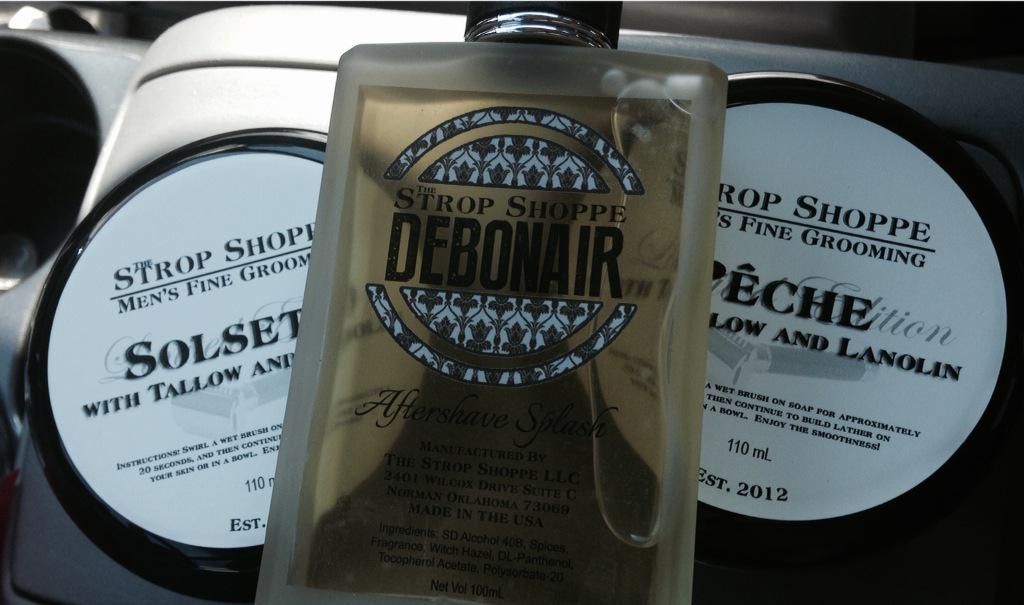 THE
STROP SHOPPE
DEBONAIR
Aftershave Splash
MANUFACTURED BY
THE STROP SHOPPE LLC
2401 WILCOX DRIVE SUITE C
NORMAN OKLAHOMA 73069
MADE IN THE USA
Ingredients: SD Alcohol 40B, Spices,
Fragrance, Witch Hazel, DL-Panthenol,
Tocopherol Acetate, Polysorbate-20
Net Vol 100mL
THE
STROP SHOPP
MEN'S FINE GROOM
SOLSET
WITH TALLOW AND
INSTRUCTIONS: SWIRL A WET BRUSH ON
20 SECONDS, AND THEN CONTINUE
YOUR SKIN OR IN A BOWL.
110 m
EST.
ROP SHOPPE
'S FINE GROOMING
Edition
PÊCHE
LOW AND LANOLIN
A WET BRUSH ON SOAP FOR APPROXIMATELY
THEN CONTINUE TO BUILD LATHER ON
N A BOWL. ENJOY THE SMOOTHNESS!
110 mL
EST. 2012